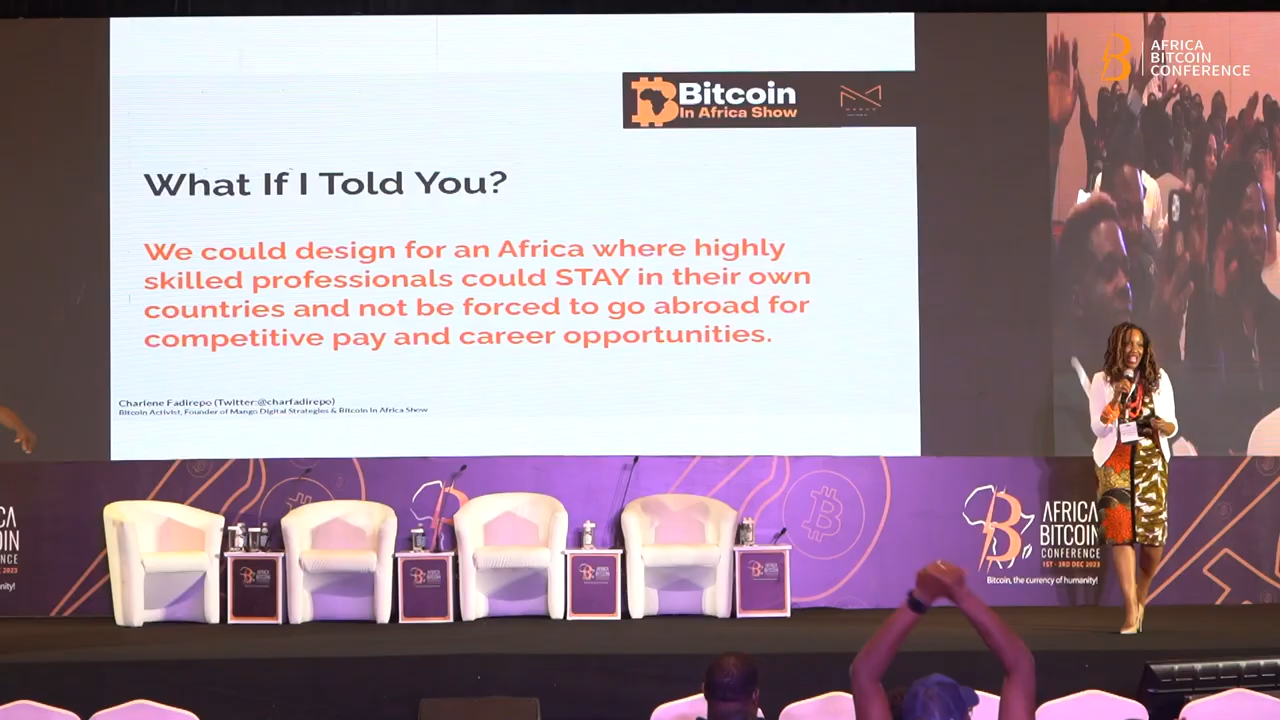 AFRICA
BITCOIN
CONFERENCE
Bitcoin
In Africa Show
What If I Told You?
We could design for an Africa where highly
skilled professionals could STAY in their own
countries and not be forced to go abroad for
competitive pay and career opportunities.
Charlene Fadirepo (Twitter:@charfadirepo)
Bitcoin Activist, Founder of Mango Digital Strategies & Bitcoin In Africa Show
AFRICA
BITCOIN
CONFERENCE
1ST - 3RD DEC 2023
Bitcoin, the currency of humanity!